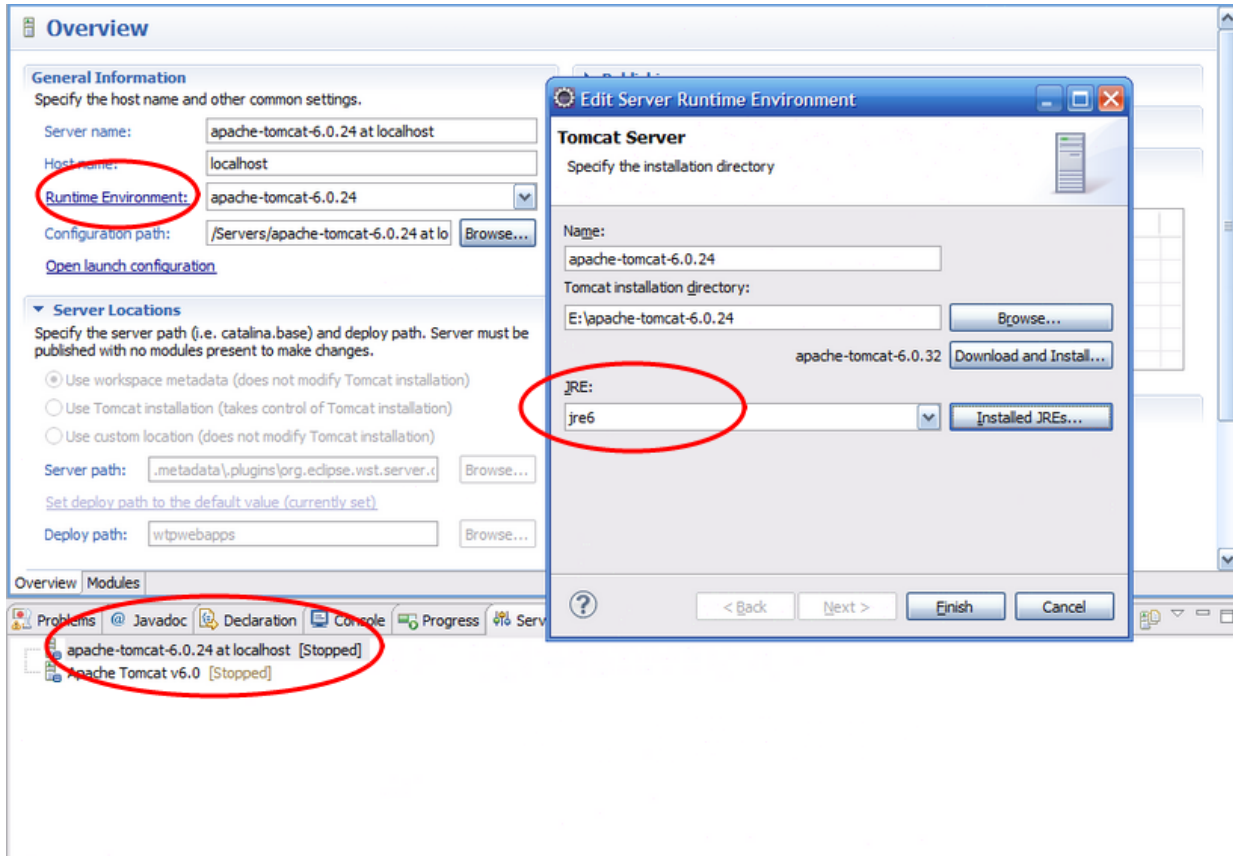 Overview
General Information
Specify the host name and other common settings.
Server name: apache-tomcat-6.0.24 at localhost
Host name: localhost
Runtime Environment: apache-tomcat-6.0.24
Configuration path: /Servers/apache-tomcat-6.0.24 at lo Browse...
Open launch configuration
Server Locations
Specify the server path (i.e. catalina.base) and deploy path. Server must be
published with no modules present to make changes.
Use workspace metadata (does not modify Tomcat installation)
Use Tomcat installation (takes control of Tomcat installation)
Use custom location (does not modify Tomcat installation)
Server path: .metadata\.plugins\org.eclipse.wst.server.c Browse...
Set deploy path to the default value (currently set)
Deploy path: wtpwebapps Browse...
Overview Modules
Edit Server Runtime Environment
Tomcat Server
Specify the installation directory
Name:
apache-tomcat-6.0.24
Tomcat installation directory:
E:\apache-tomcat-6.0.24 Browse...
apache-tomcat-6.0.32 Download and Install...
JRE:
jre6 Installed JREs...
? < Back Next > Finish Cancel
Problems @ Javadoc Declaration Console Progress Serv
apache-tomcat-6.0.24 at localhost [Stopped]
Apache Tomcat v6.0 [Stopped]